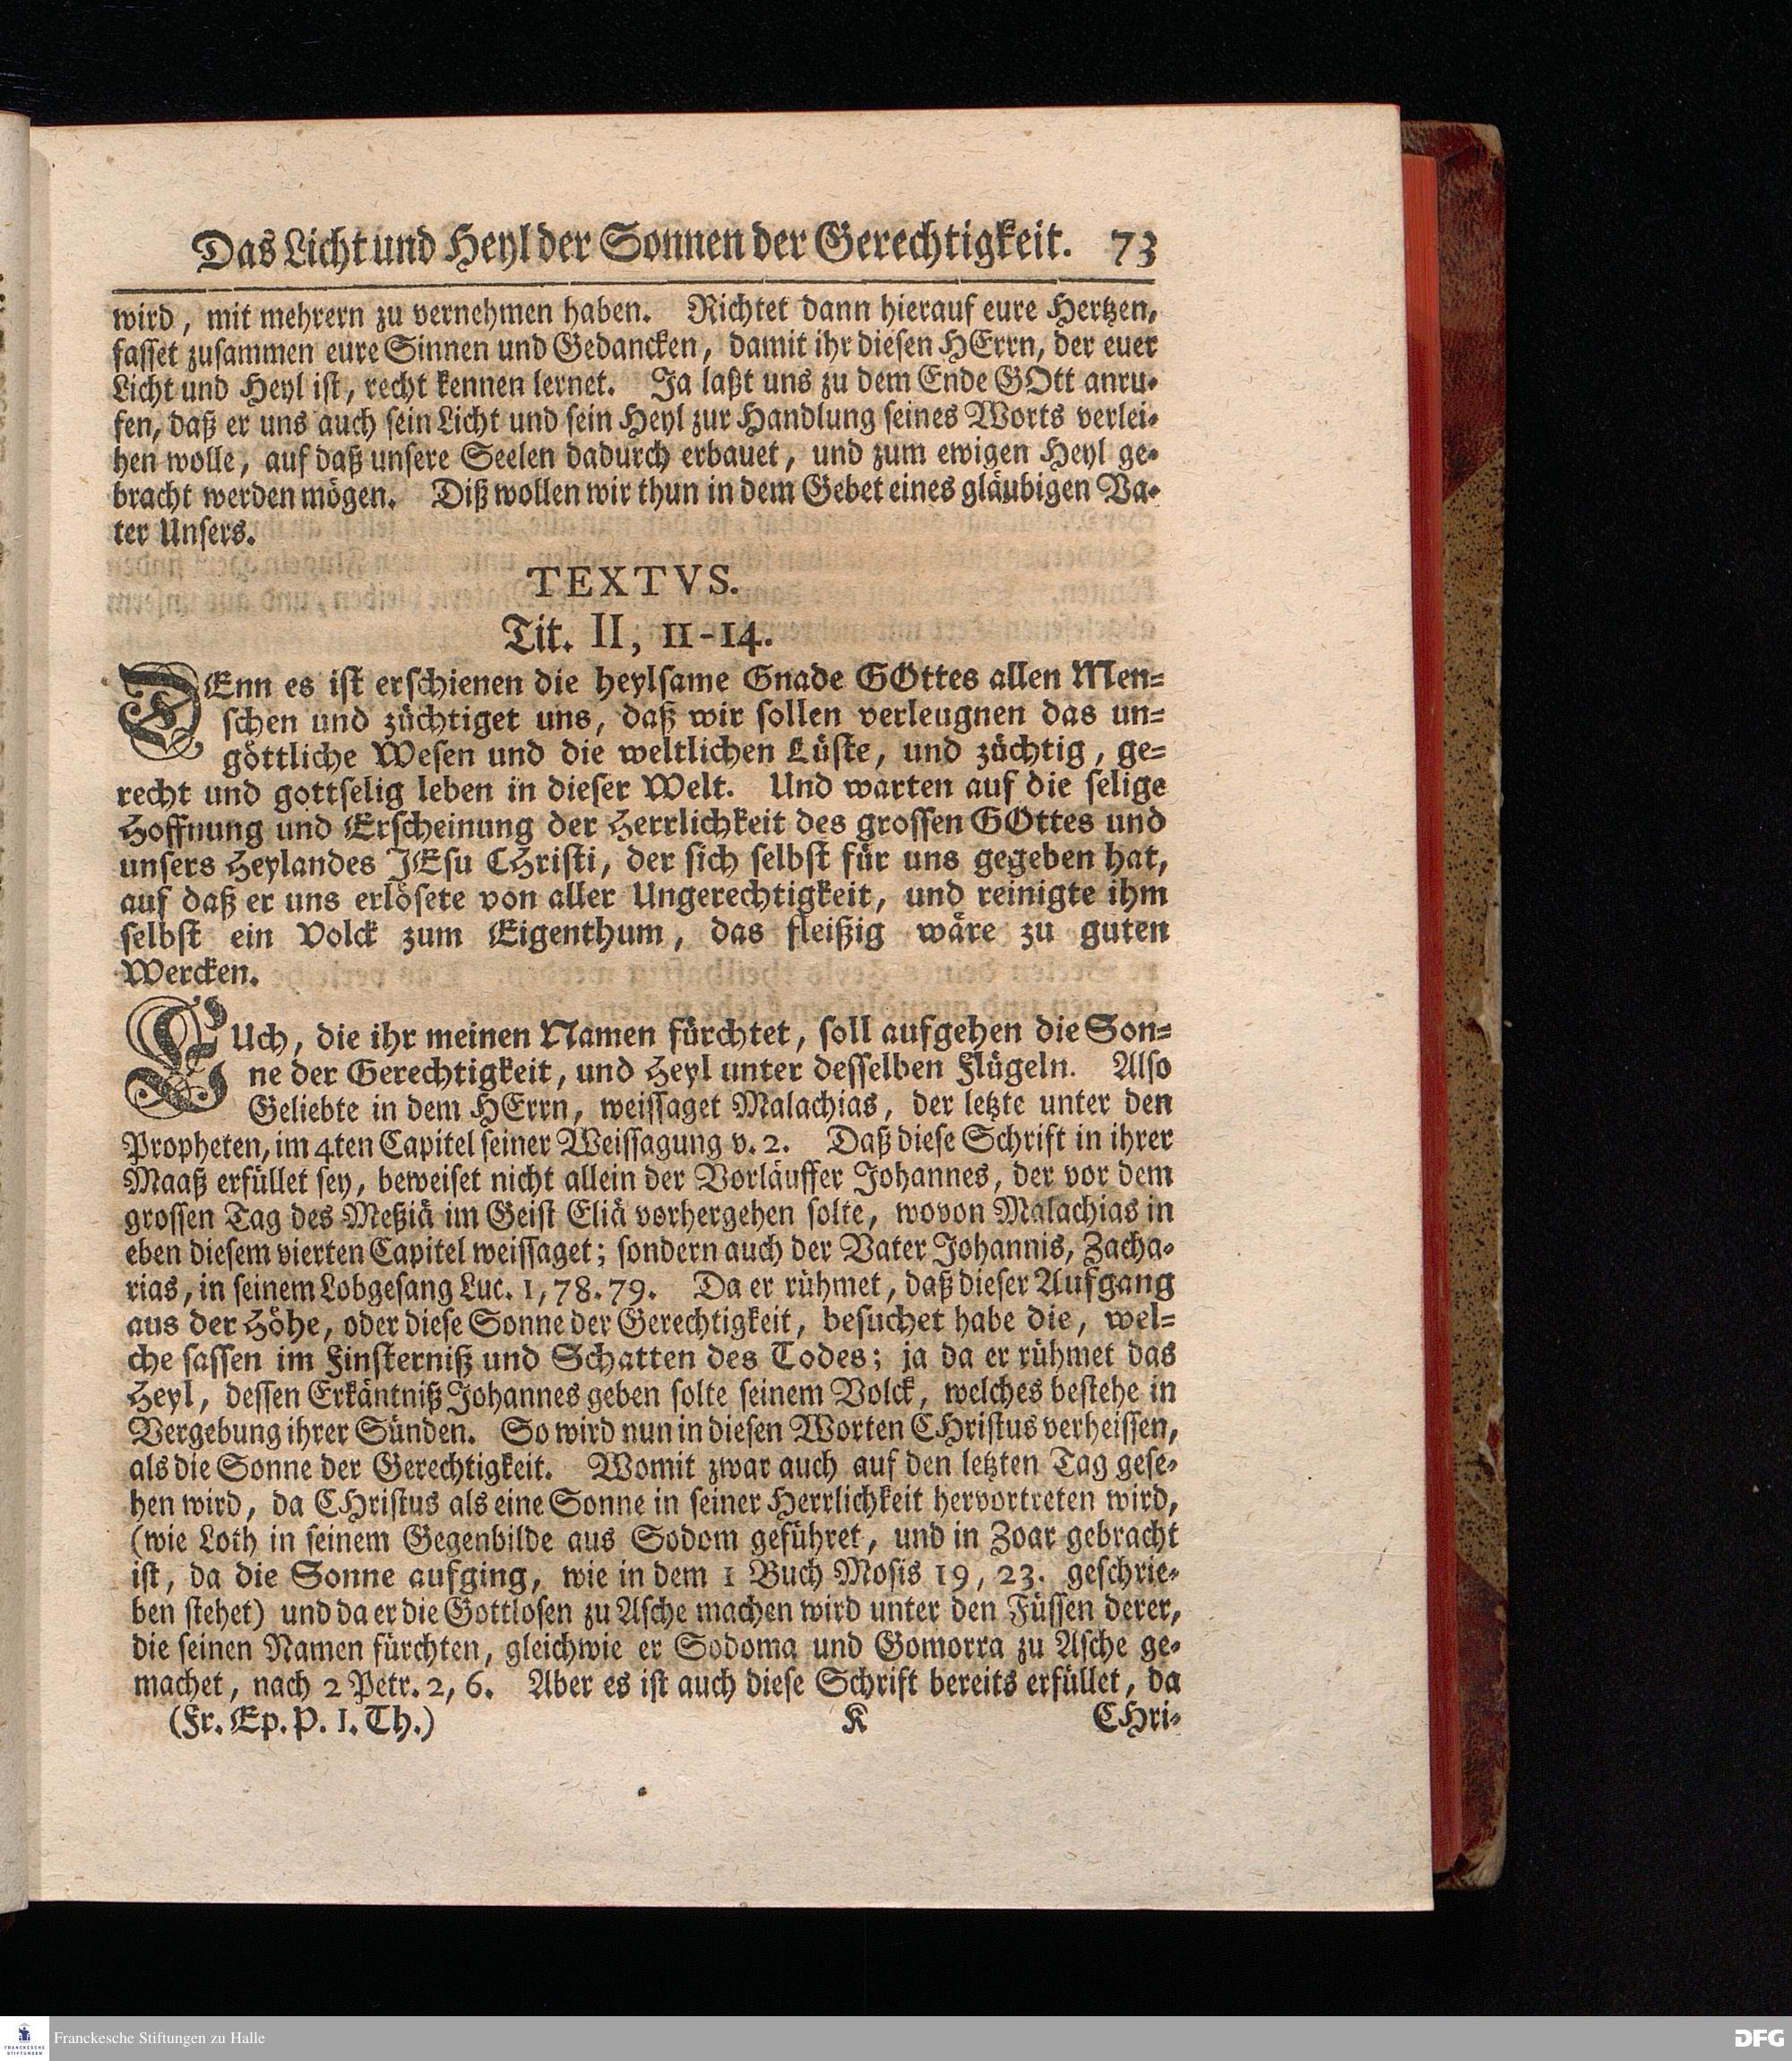 Das Licht und Heyl der Sonnen der Gerechtigkeit. 73
wird, mit mehrern zu vernehmen haben. Richtet dann hierauf eure Hertzen,
fasset zusammen eure Sinnen und Gedancken, damit ihr diesen HErrn, der euer
Licht und Heyl ist, recht kennen lernet. Ja laßt uns zu dem Ende GOtt anru-
fen, daß er uns auch sein Licht und sein Heyl zur Handlung seines Worts verlei-
hen wolle, auf daß unsere Seelen dadurch erbauet, und zum ewigen Heyl ge-
bracht werden mögen. Diß wollen wir thun in dem Gebet eines gläubigen Va-
ter Unsers.
TEXTVS.
Tit. II, 11-14.
DEnn es ist erschienen die heylsame Gnade GOttes allen Men-
schen und züchtiget uns, daß wir sollen verleugnen das un-
göttliche Wesen und die weltlichen Lüste, und züchtig, ge-
recht und gottselig leben in dieser Welt. Und warten auf die selige
Hoffnung und Erscheinung der Herrlichkeit des grossen GOttes und
unsers Heylandes JEsu CHristi, der sich selbst für uns gegeben hat,
auf daß er uns erlösete von aller Ungerechtigkeit, und reinigte ihm
selbst ein Volck zum Eigenthum, das fleißig wäre zu guten
Wercken.
EUch, die ihr meinen Namen fürchtet, soll aufgehen die Son-
ne der Gerechtigkeit, und Heyl unter desselben Flügeln. Also
Geliebte in dem HErrn, weissaget Malachias, der letzte unter den
Propheten, im 4ten Capitel seiner Weissagung v. 2. Daß diese Schrift in ihrer
Maaß erfüllet sey, beweiset nicht allein der Vorläuffer Johannes, der vor dem
grossen Tag des Meßiä im Geist Eliä vorhergehen solte, wovon Malachias in
eben diesem vierten Capitel weissaget; sondern auch der Vater Johannis, Zacha-
rias, in seinem Lobgesang Luc. 1, 78. 79. Da er rühmet, daß dieser Aufgang
aus der Höhe, oder diese Sonne der Gerechtigkeit, besuchet habe die, wel-
che sassen im Finsterniß und Schatten des Todes; ja da er rühmet das
Heyl, dessen Erkäntniß Johannes geben solte seinem Volck, welches bestehe in
Vergebung ihrer Sünden. So wird nun in diesen Worten CHristus verheissen,
als die Sonne der Gerechtigkeit. Womit zwar auch auf den letzten Tag gese-
hen wird, da CHristus als eine Sonne in seiner Herrlichkeit hervortreten wird,
(wie Loth in seinem Gegenbilde aus Sodom geführet, und in Zoar gebracht
ist, da die Sonne aufging, wie in dem 1 Buch Mosis 19, 23. geschrie-
ben stehet) und da er die Gottlosen zu Asche machen wird unter den Füssen derer,
die seinen Namen fürchten, gleichwie er Sodoma und Gomorra zu Asche ge-
machet, nach 2 Petr. 2, 6. Aber es ist auch diese Schrift bereits erfüllet, da
(Fr. Ep. P. I. Th.) K CHri-
FRANCKESCHE STIFTUNGEN
Franckesche Stiftungen zu Halle
DFG